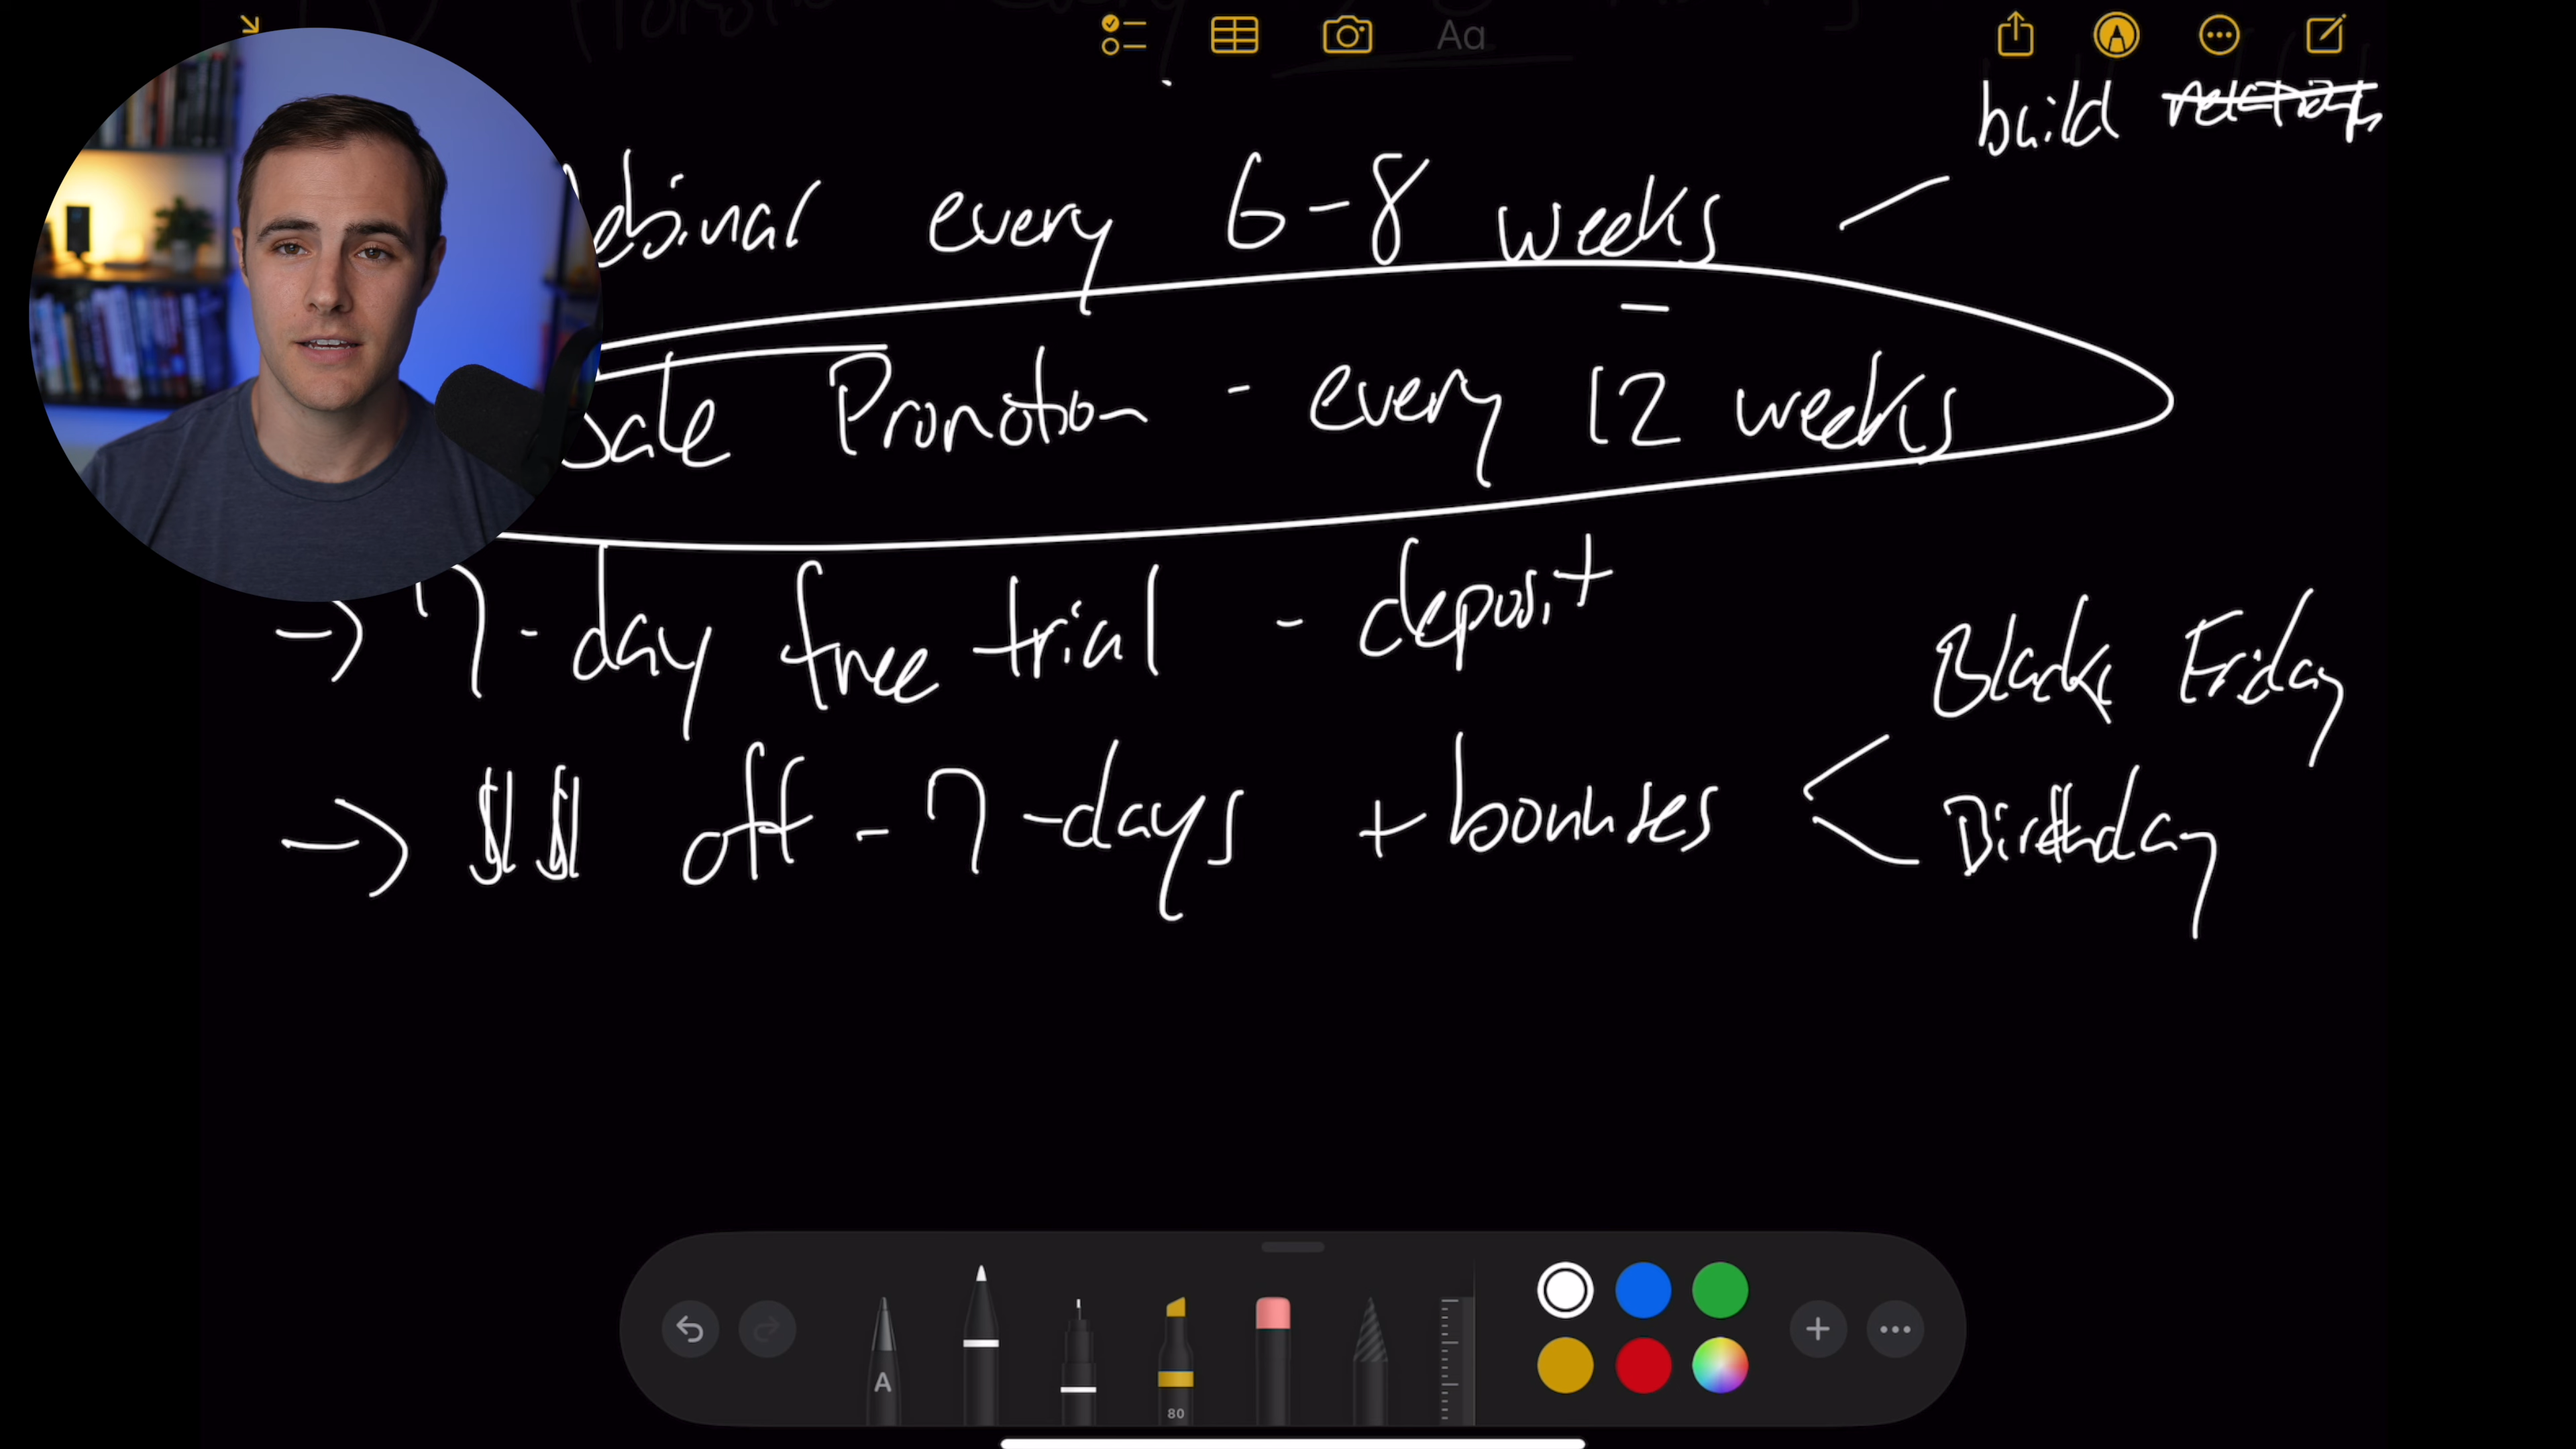 Aa
build relationships
ebinar every 6-8 weeks
Sale Promotion - every 12 weeks
→ 7-day free trial - deposit
Black Friday
→ $$ off - 7-days + bonuses
Birthday
A
80